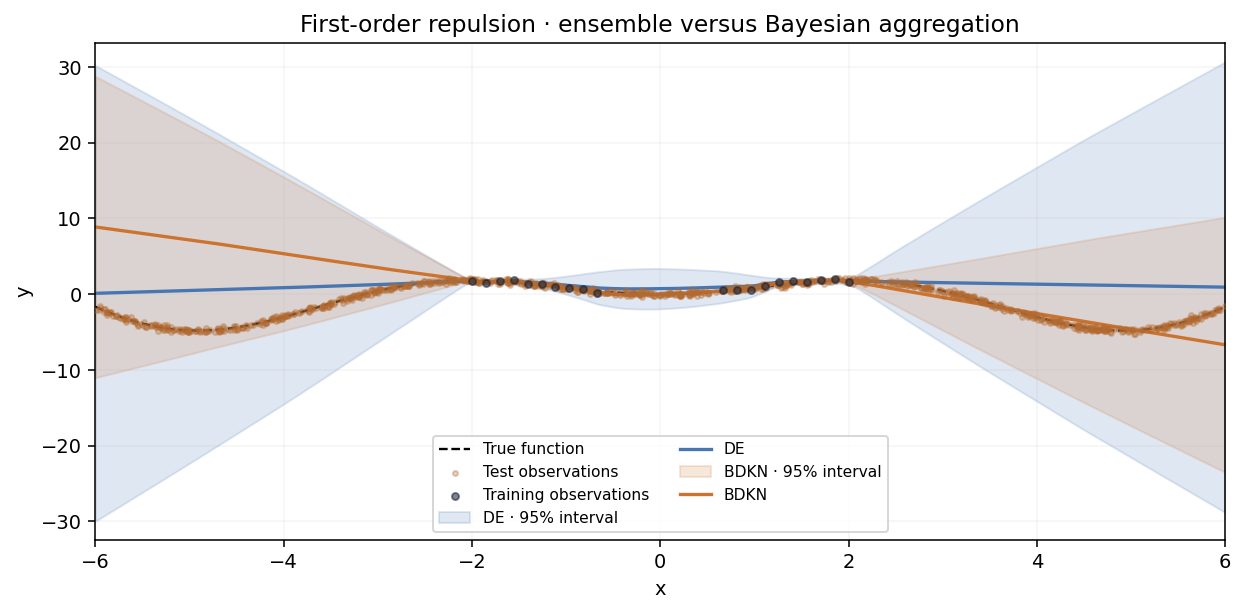 First-order repulsion · ensemble versus Bayesian aggregation
30
20
10
0
−10
−20
−30
y
−6
−4
−2
0
2
4
6
x
True function
Test observations
Training observations
DE · 95% interval
DE
BDKN · 95% interval
BDKN